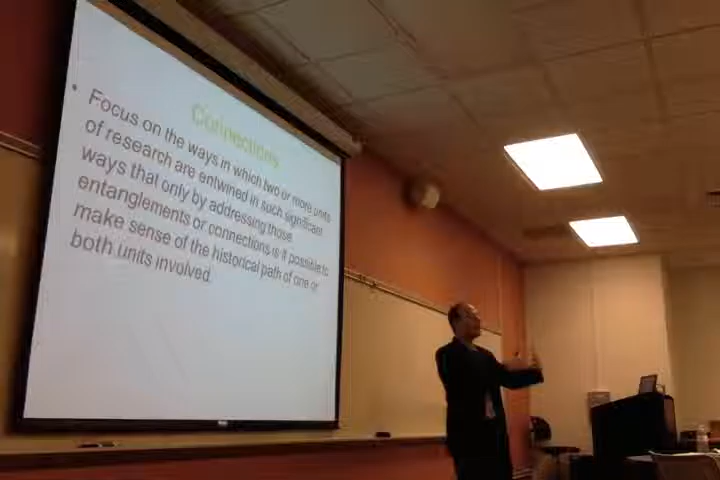 Connections
• Focus on the ways in which two or more units
of research are entwined in such significant
ways that only by addressing those
entanglements or connections is it possible to
make sense of the historical path of one or
both units involved.